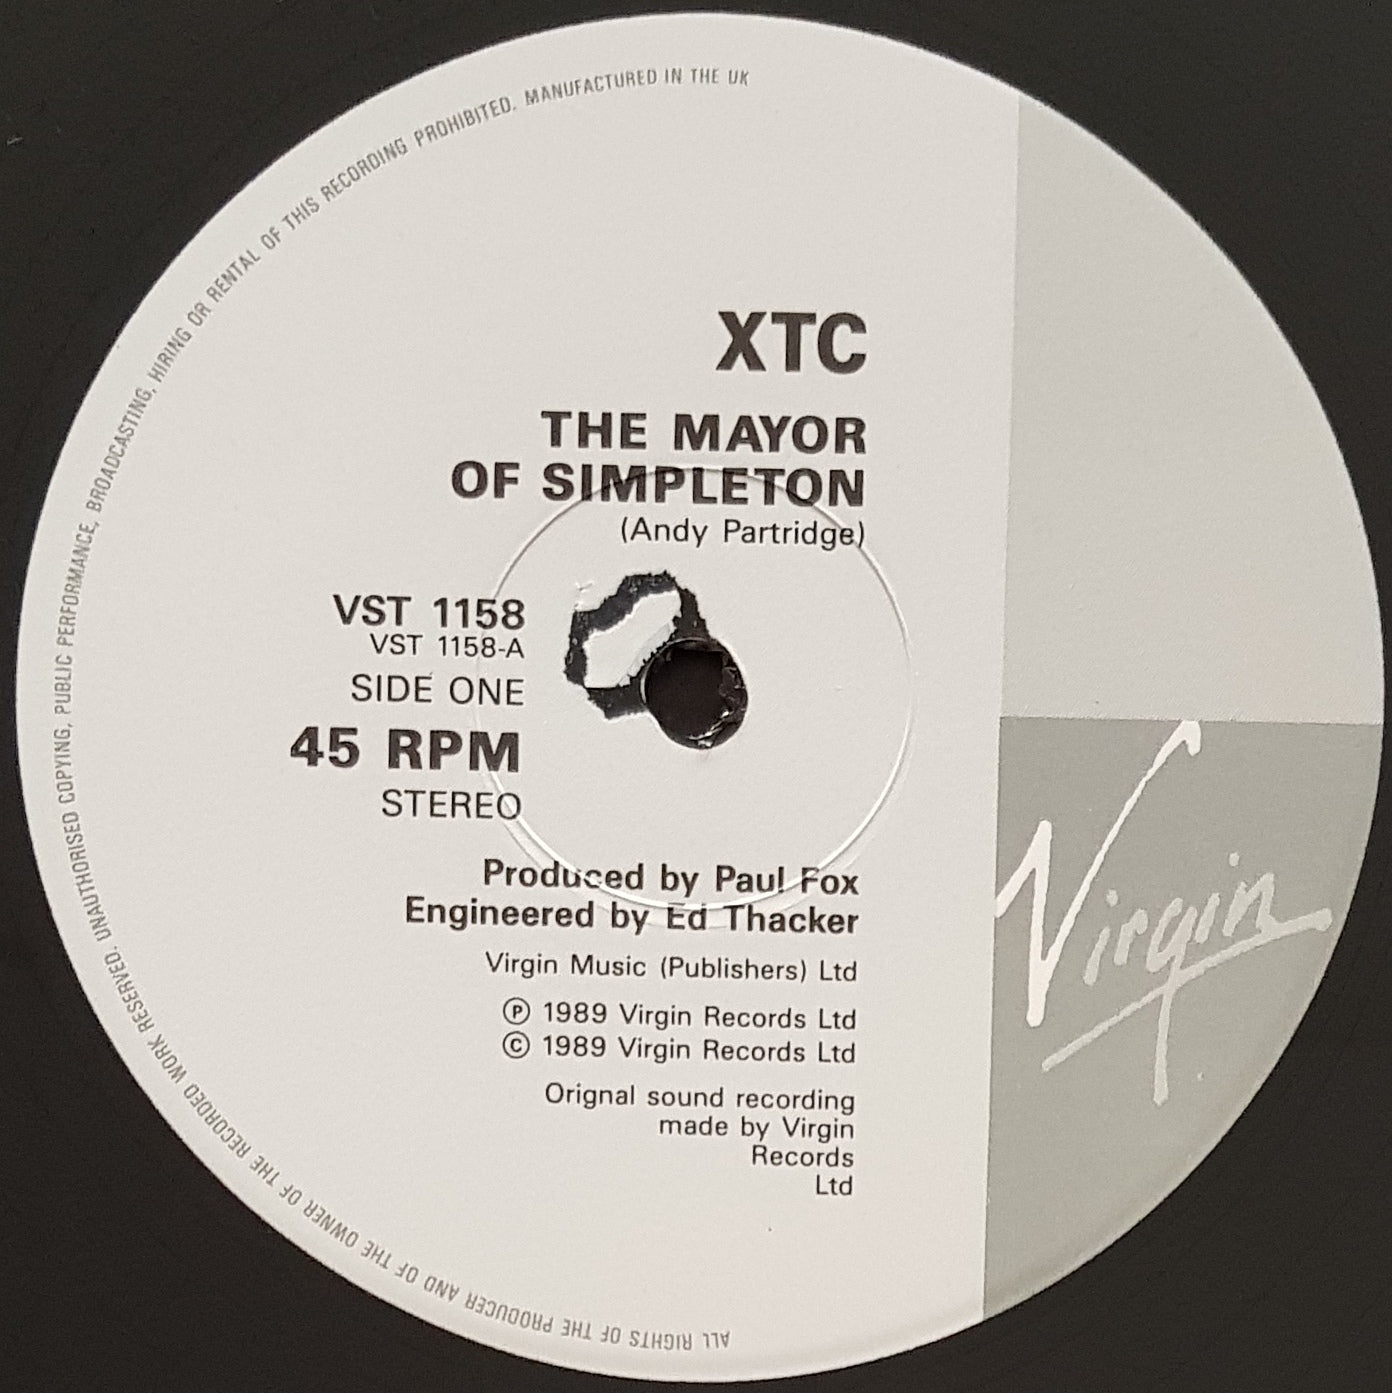 XTC
THE MAYOR
OF SIMPLETON
(Andy Partridge)
VST 1158
VST 1158-A
SIDE ONE
45 RPM
STEREO
Produced by Paul Fox
Engineered by Ed Thacker
Virgin Music (Publishers) Ltd
Ⓟ 1989 Virgin Records Ltd
© 1989 Virgin Records Ltd
Orignal sound recording
made by Virgin
Records
Ltd
Virgin
ALL RIGHTS OF THE PRODUCER AND OF THE OWNER OF THE RECORDED WORK RESERVED. UNAUTHORISED COPYING, PUBLIC PERFORMANCE, BROADCASTING, HIRING OR RENTAL OF THIS RECORDING PROHIBITED. MANUFACTURED IN THE UK